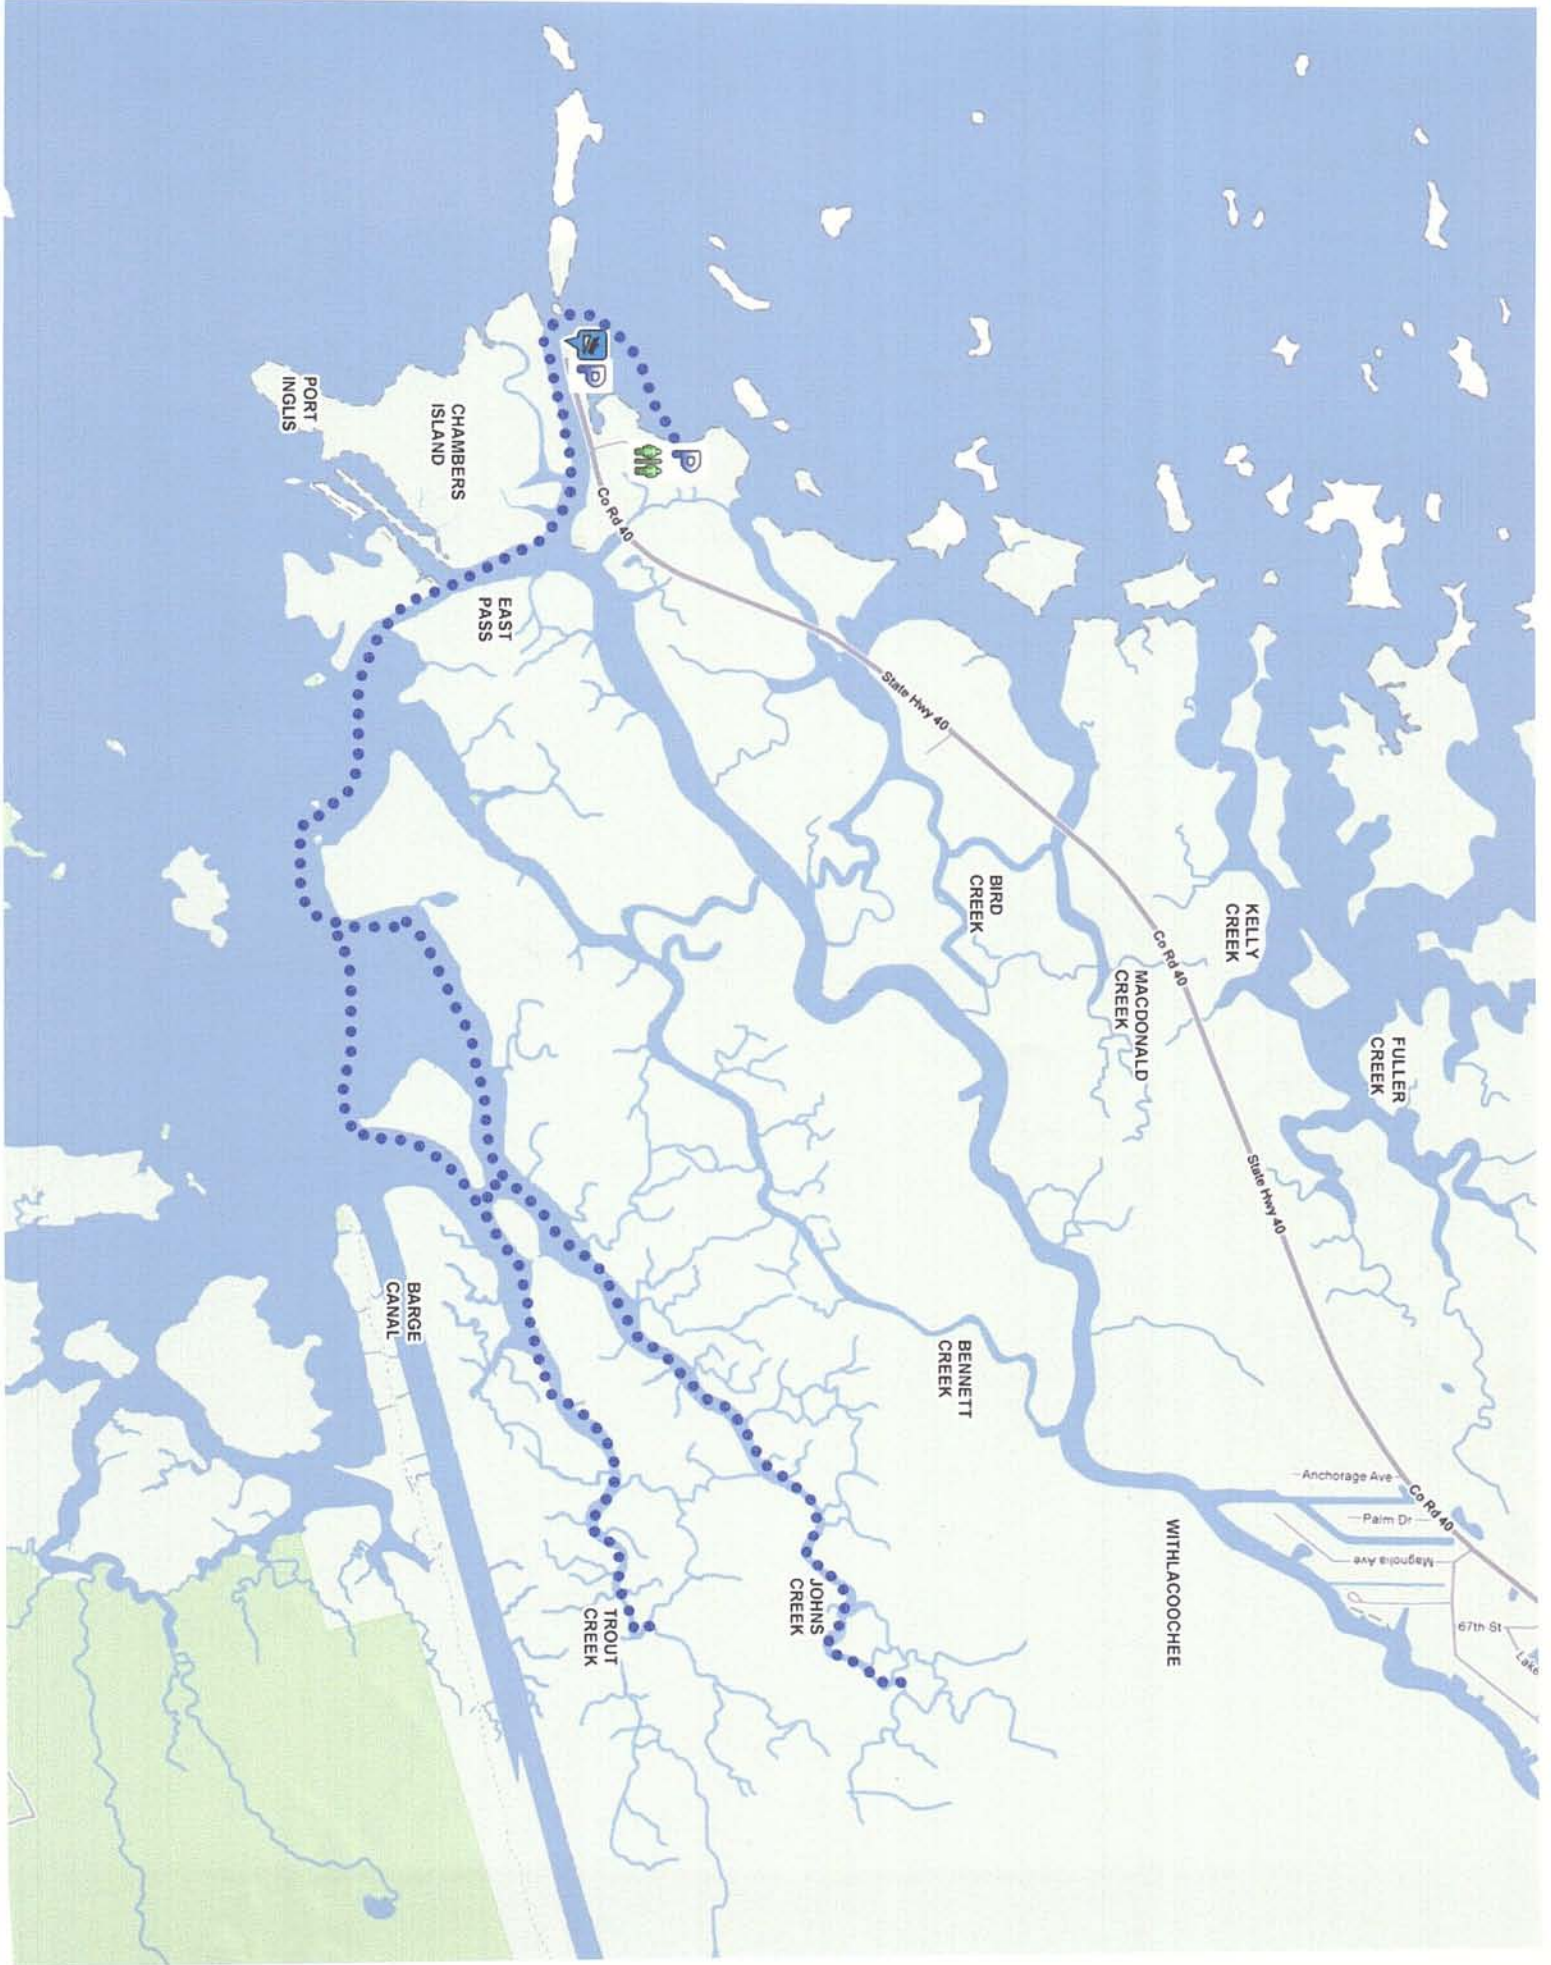 Lake
67th St
Co Rd 40
Palm Dr
Magnolia Ave
Anchorage Ave
FULLER
CREEK
State Hwy 40
KELLY
CREEK
WITHLACOOCHEE
Co Rd 40
MACDONALD
CREEK
BIRD
CREEK
BENNETT
CREEK
State Hwy 40
JOHNS
CREEK
P
Co Rd 40
TROUT
CREEK
P
EAST
PASS
CHAMBERS
ISLAND
BARGE
CANAL
PORT
INGLIS